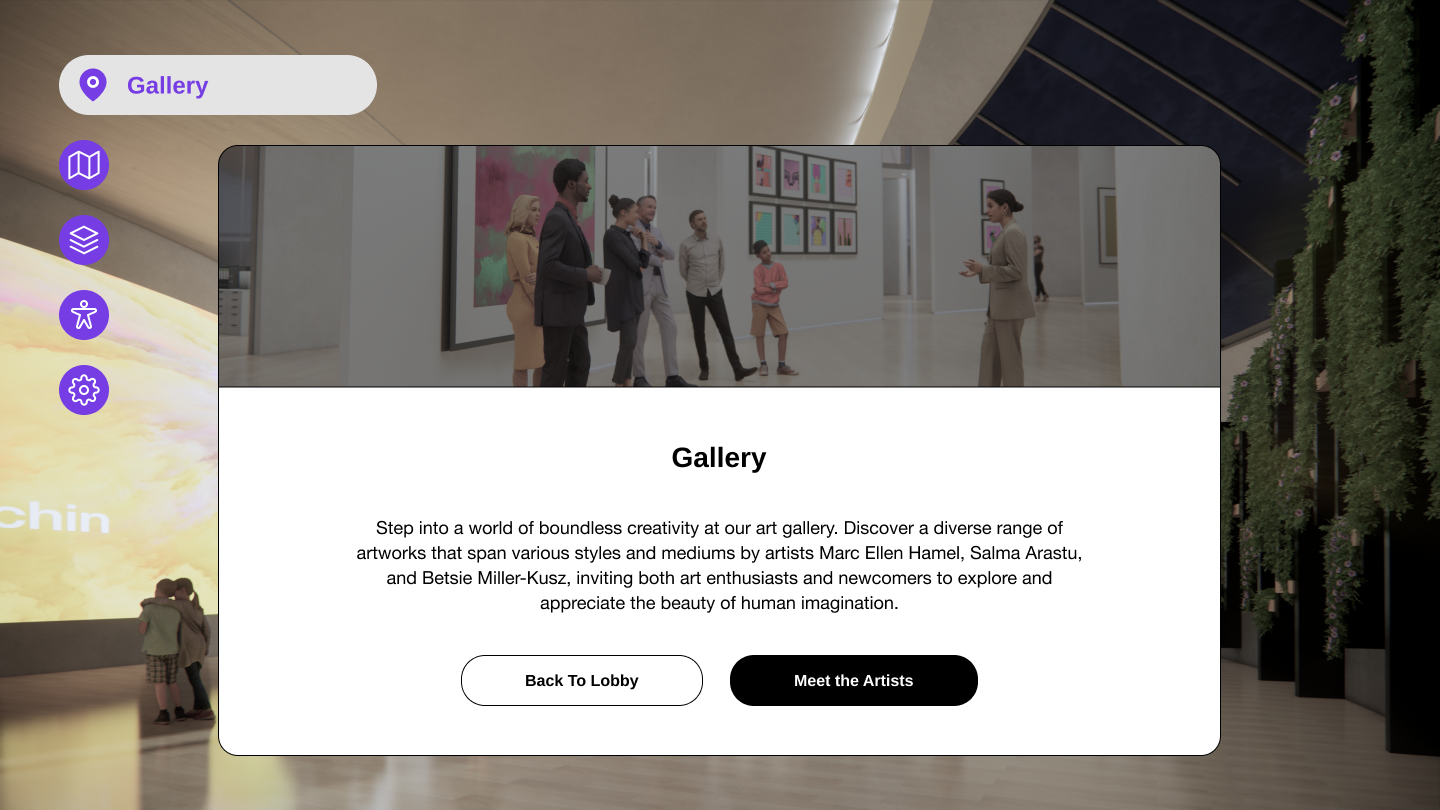 Gallery
chin
Gallery
Step into a world of boundless creativity at our art gallery. Discover a diverse range of
artworks that span various styles and mediums by artists Marc Ellen Hamel, Salma Arastu,
and Betsie Miller-Kusz, inviting both art enthusiasts and newcomers to explore and
appreciate the beauty of human imagination.
Back To Lobby
Meet the Artists